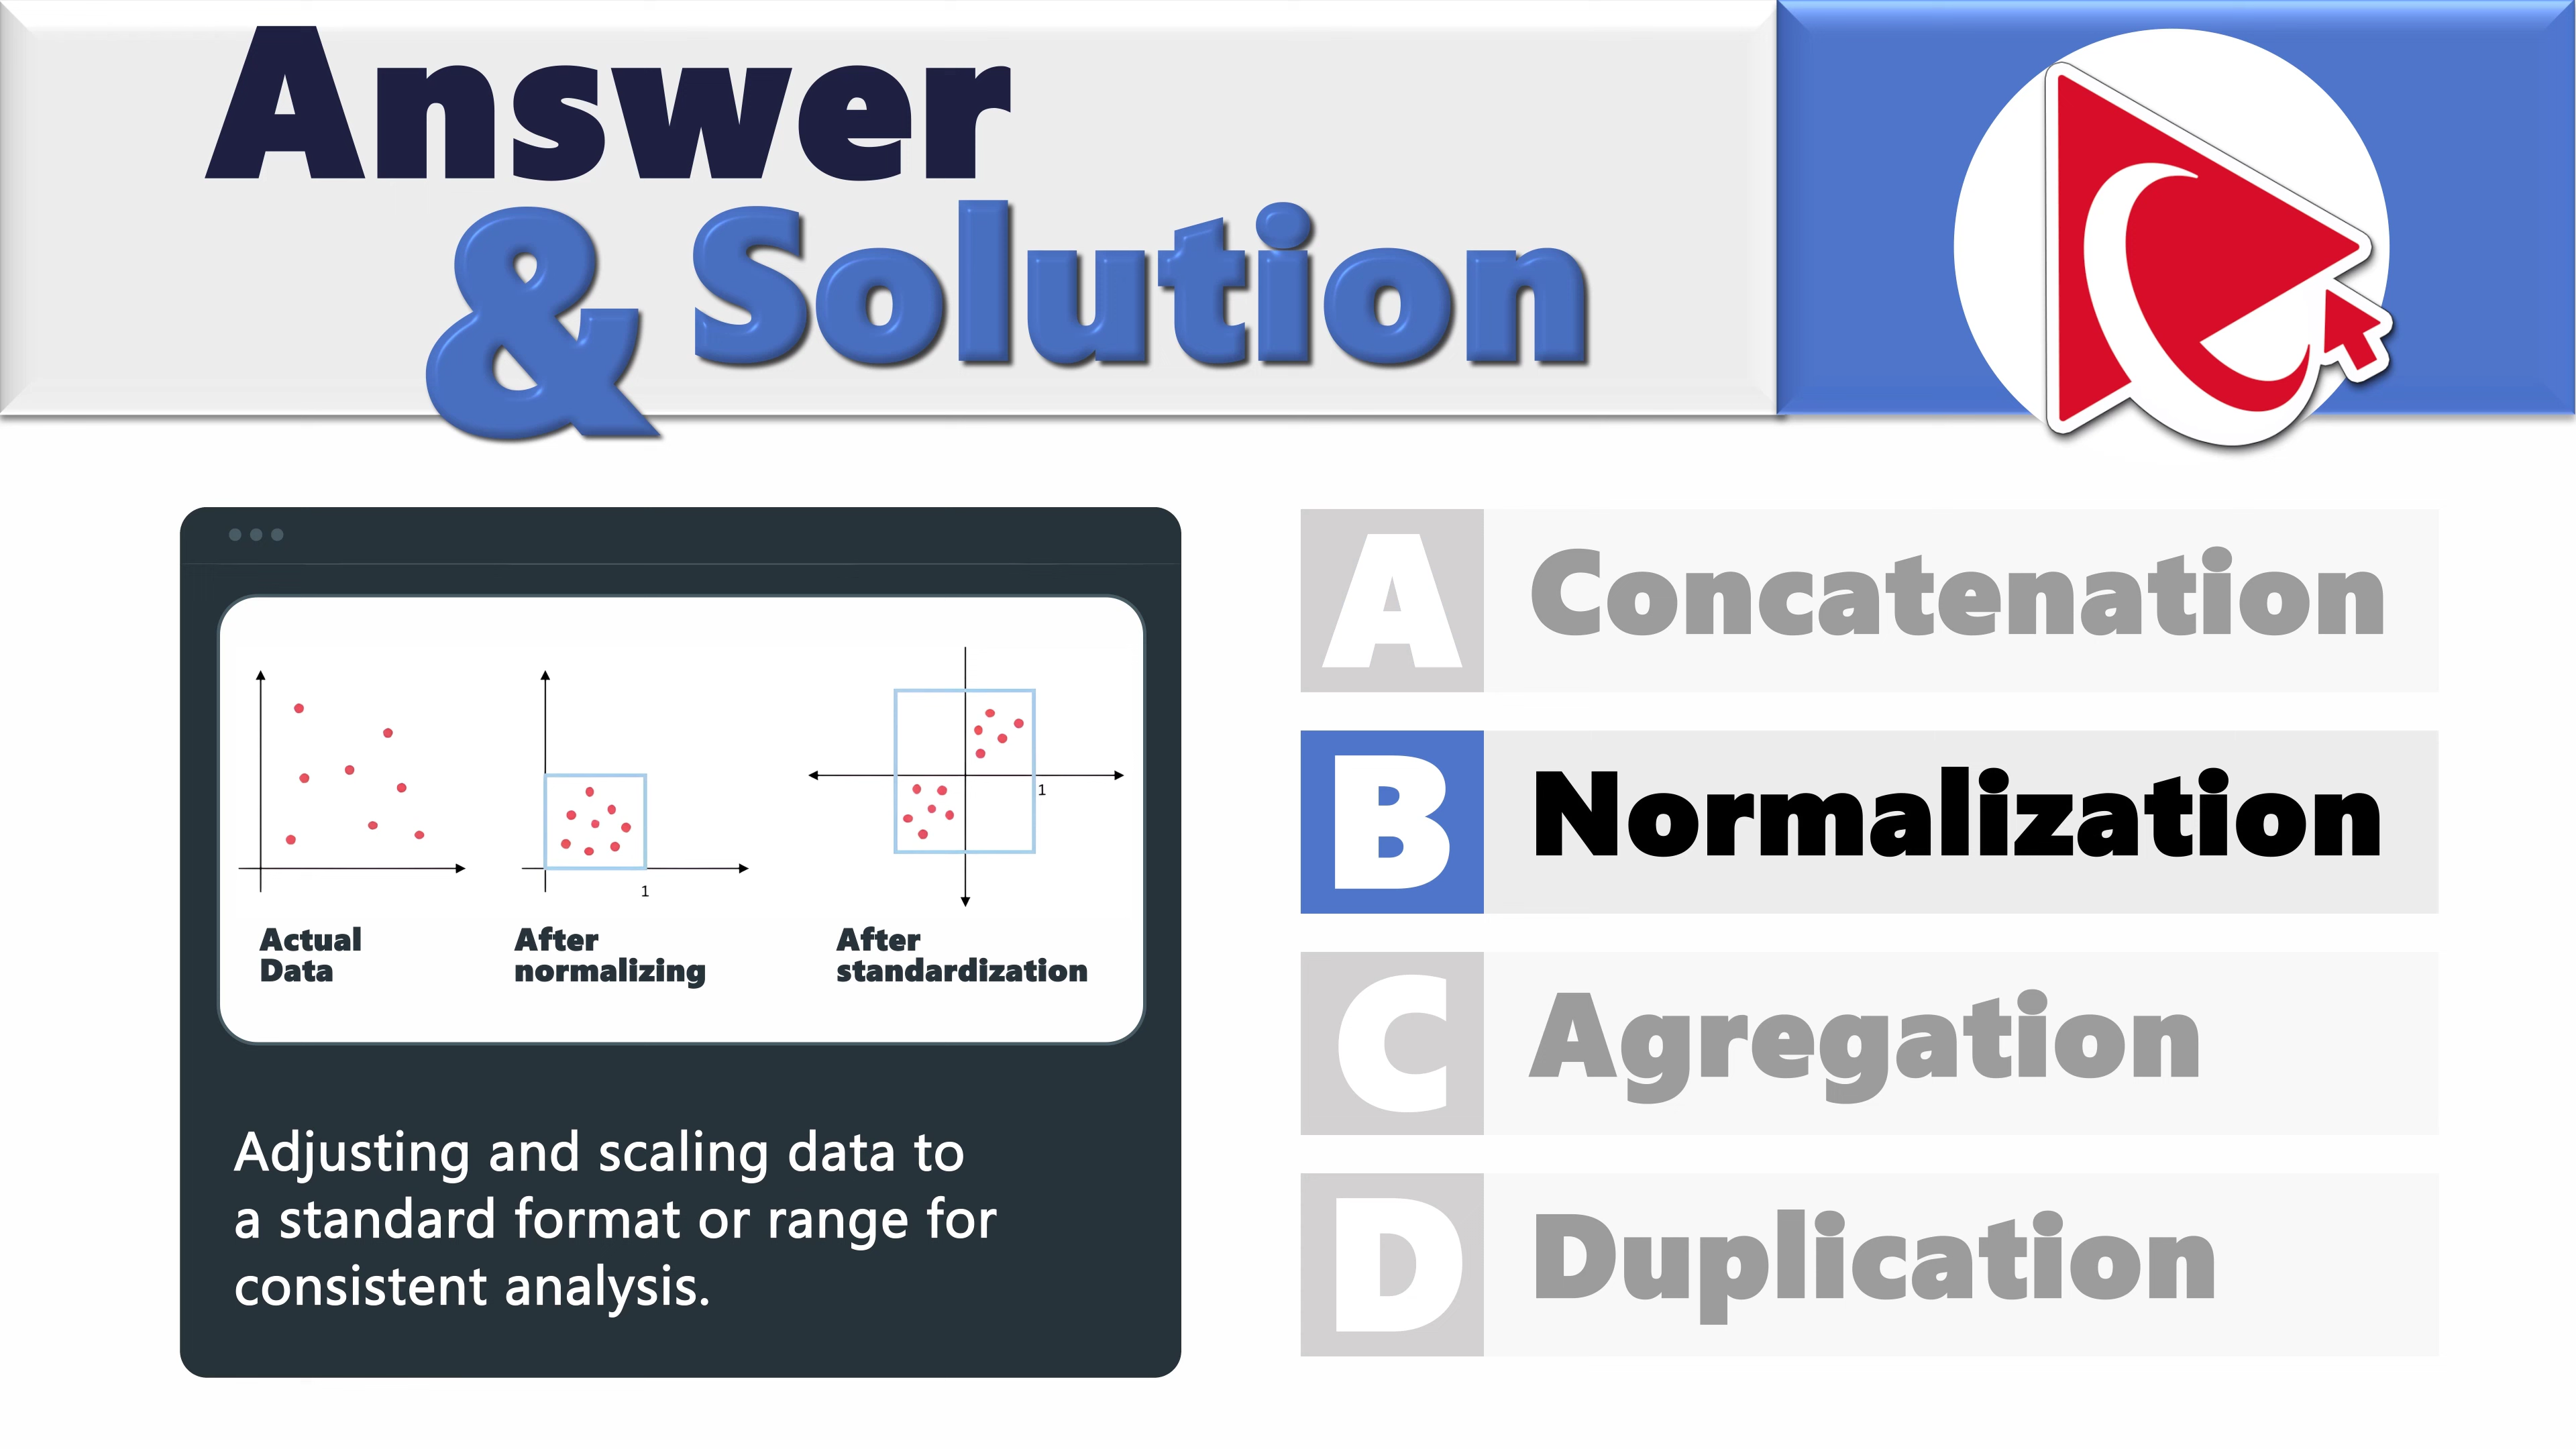 Answer
& Solution
1
1
Actual
Data
After
normalizing
After
standardization
Adjusting and scaling data to
a standard format or range for
consistent analysis.
A Concatenation
B Normalization
C Agregation
D Duplication